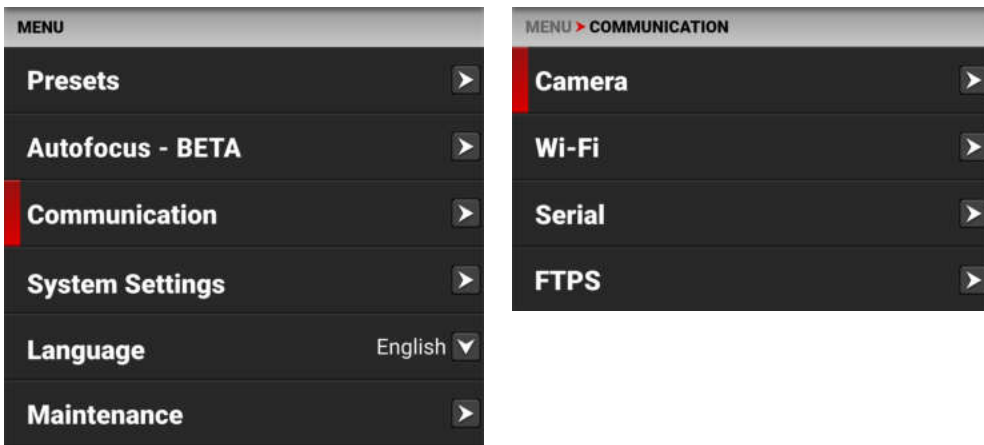 MENU
Presets
Autofocus - BETA
Communication
System Settings
Language English
Maintenance
MENU > COMMUNICATION
Camera
Wi-Fi
Serial
FTPS